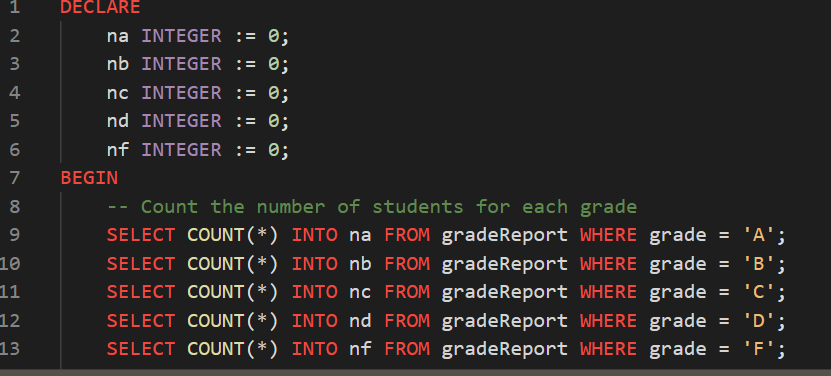 1 DECLARE
2 na INTEGER := 0;
3 nb INTEGER := 0;
4 nc INTEGER := 0;
5 nd INTEGER := 0;
6 nf INTEGER := 0;
7 BEGIN
8 -- Count the number of students for each grade
9 SELECT COUNT(*) INTO na FROM gradeReport WHERE grade = 'A';
10 SELECT COUNT(*) INTO nb FROM gradeReport WHERE grade = 'B';
11 SELECT COUNT(*) INTO nc FROM gradeReport WHERE grade = 'C';
12 SELECT COUNT(*) INTO nd FROM gradeReport WHERE grade = 'D';
13 SELECT COUNT(*) INTO nf FROM gradeReport WHERE grade = 'F';